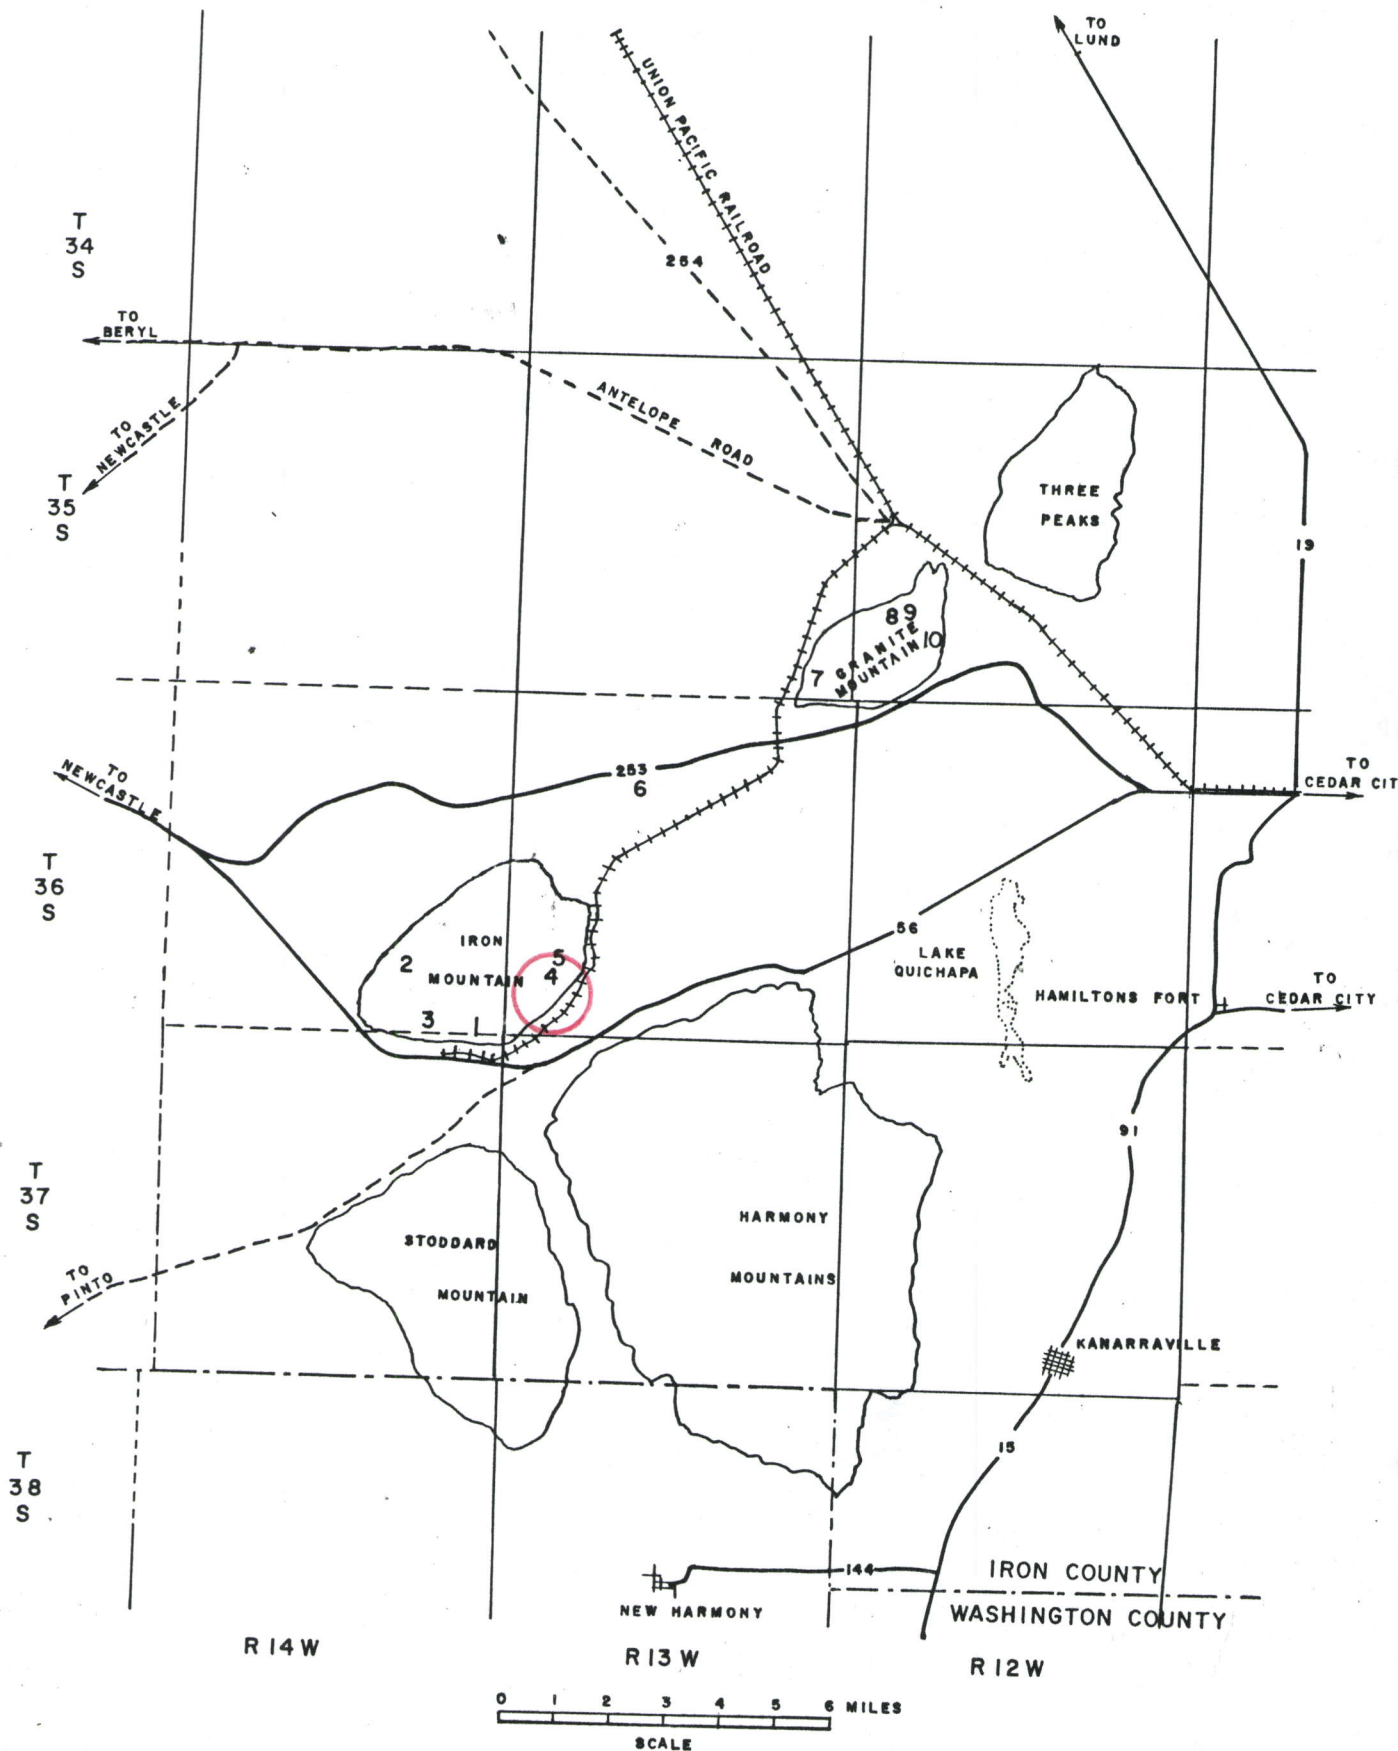 TO
LUND
UNION PACIFIC RAILROAD
T
34
S
254
TO
BERYL
TO
NEWCASTLE
ANTELOPE ROAD
T
35
S
THREE
PEAKS
19
8 9
GRANITE
MOUNTAIN
10
7
TO
NEWCASTLE
253
6
TO
CEDAR CIT
T
36
S
IRON
MOUNTAIN
2
5
4
3
1
56
LAKE
QUICHAPA
HAMILTONS FORT
TO
CEDAR CITY
91
T
37
S
HARMONY
MOUNTAINS
STODDARD
MOUNTAIN
TO
PINTO
KANARRAVILLE
15
T
38
S
144
NEW HARMONY
IRON COUNTY
WASHINGTON COUNTY
R 14 W
R 13 W
R 12 W
0 1 2 3 4 5 6 MILES
SCALE